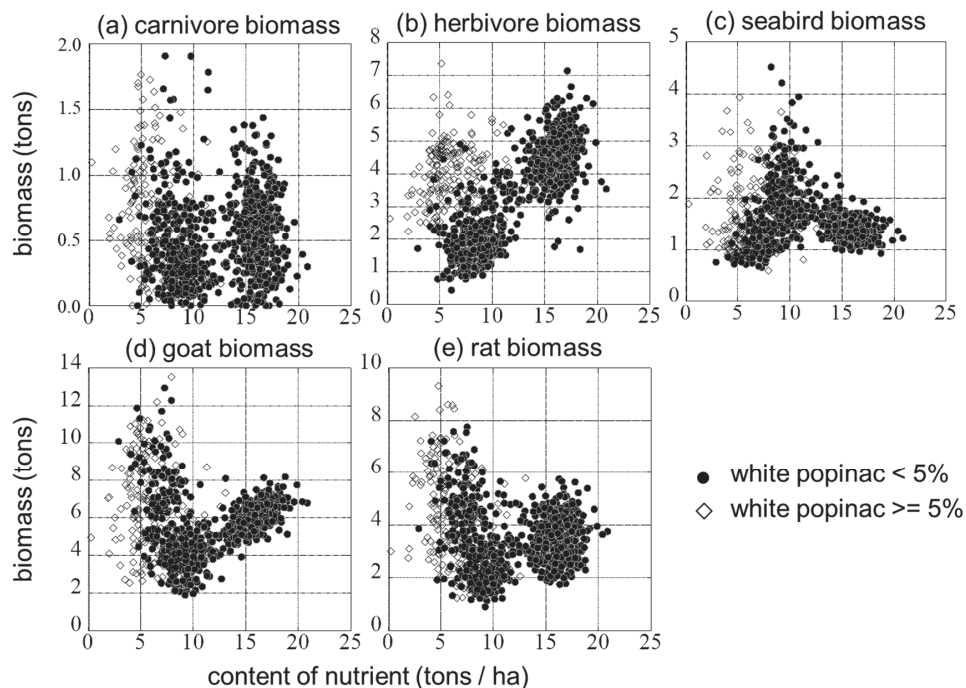 (a) carnivore biomass
(b) herbivore biomass
(c) seabird biomass
biomass (tons)
2.0
1.5
1.0
0.5
0.0
0 5 10 15 20 25
8
7
6
5
4
3
2
1
0
0 5 10 15 20 25
5
4
3
2
1
0
0 5 10 15 20 25
(d) goat biomass
(e) rat biomass
biomass (tons)
14
12
10
8
6
4
2
0
0 5 10 15 20 25
10
8
6
4
2
0
0 5 10 15 20 25
white popinac < 5%
white popinac >= 5%
content of nutrient (tons / ha)